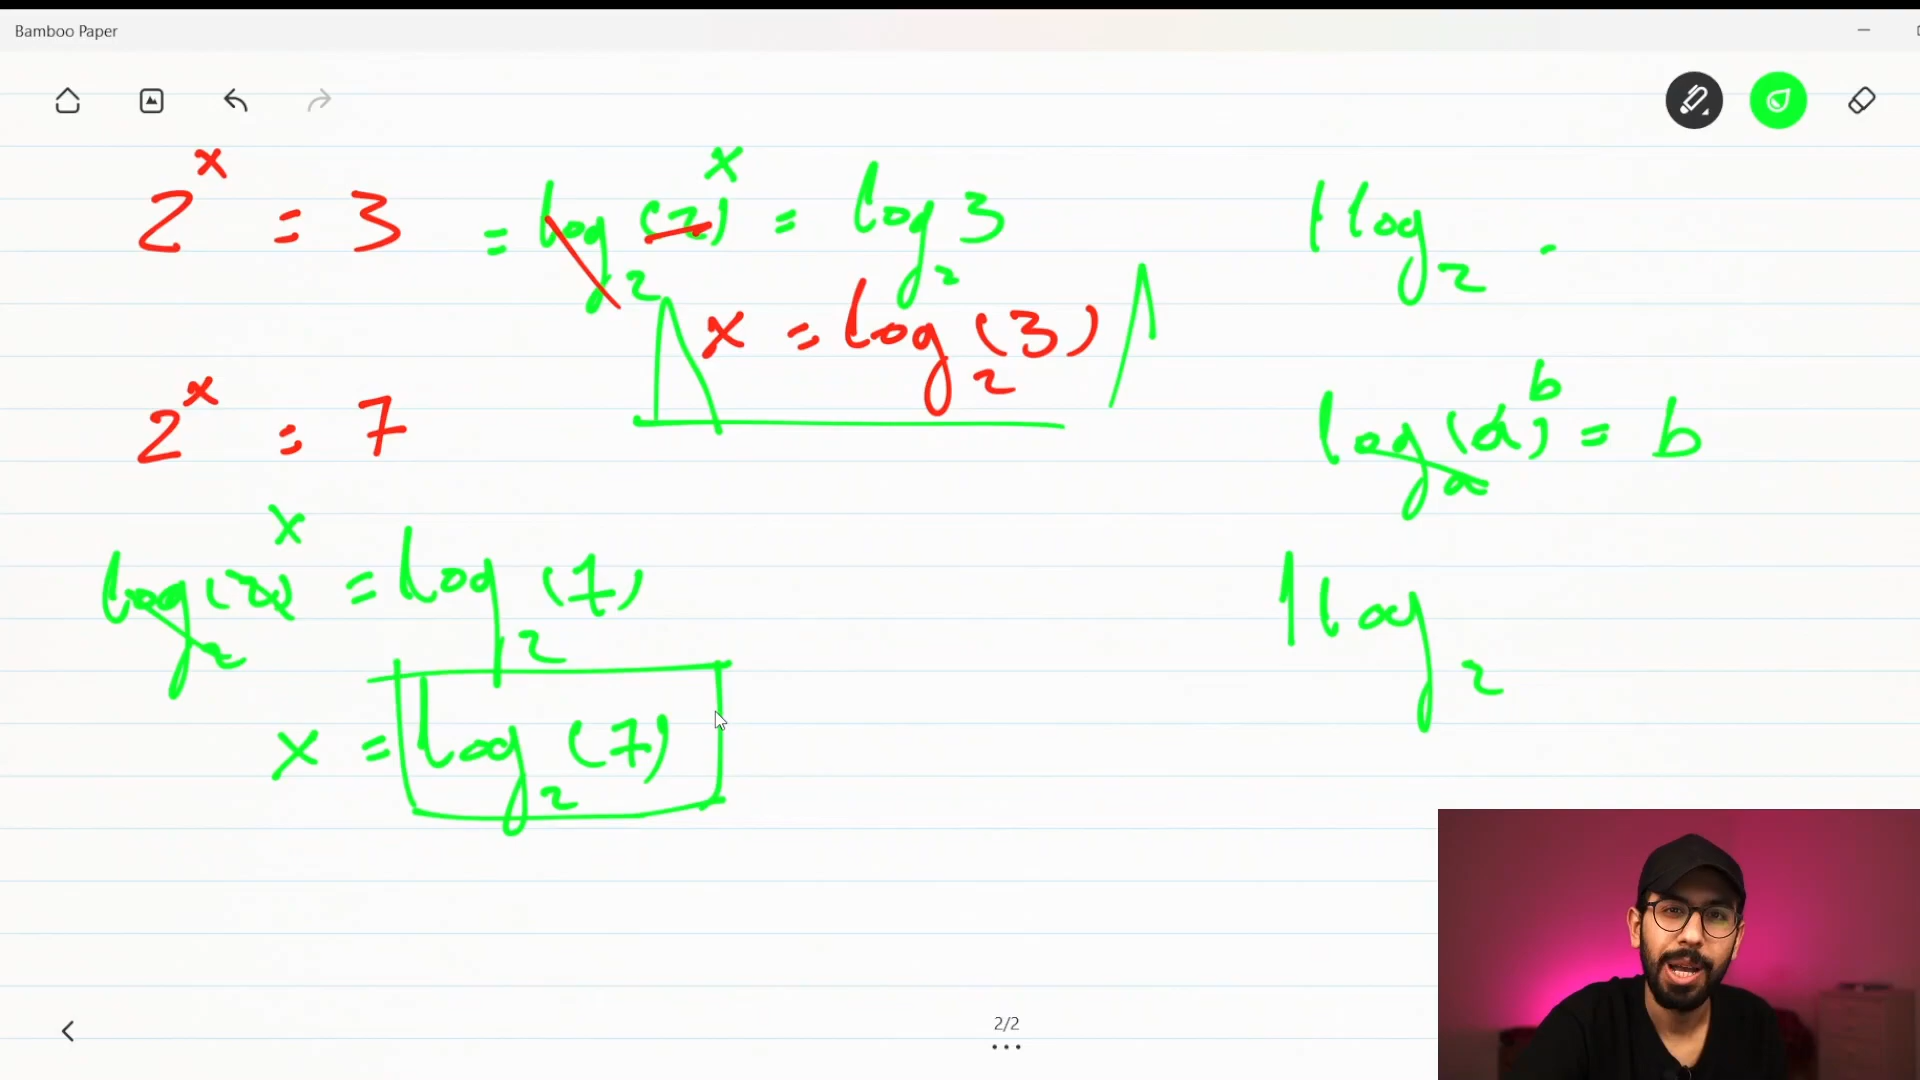 Bamboo Paper
2^x = 3 = log_2 (2)^x = log_2 3
x = log_2 (3)
log_2
2^x = 7
log_a (a)^b = b
log_2 (2)^x = log_2 (7)
x = log_2 (7)
log_2
2/2